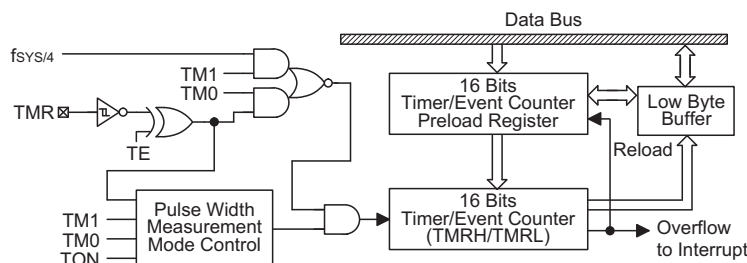 Data Bus
fSYS/4
TM1
TM0
TMR
TE
16 Bits
Timer/Event Counter
Preload Register
Low Byte
Buffer
Reload
TM1
TM0
TON
Pulse Width
Measurement
Mode Control
16 Bits
Timer/Event Counter
(TMRH/TMRL)
Overflow
to Interrupt